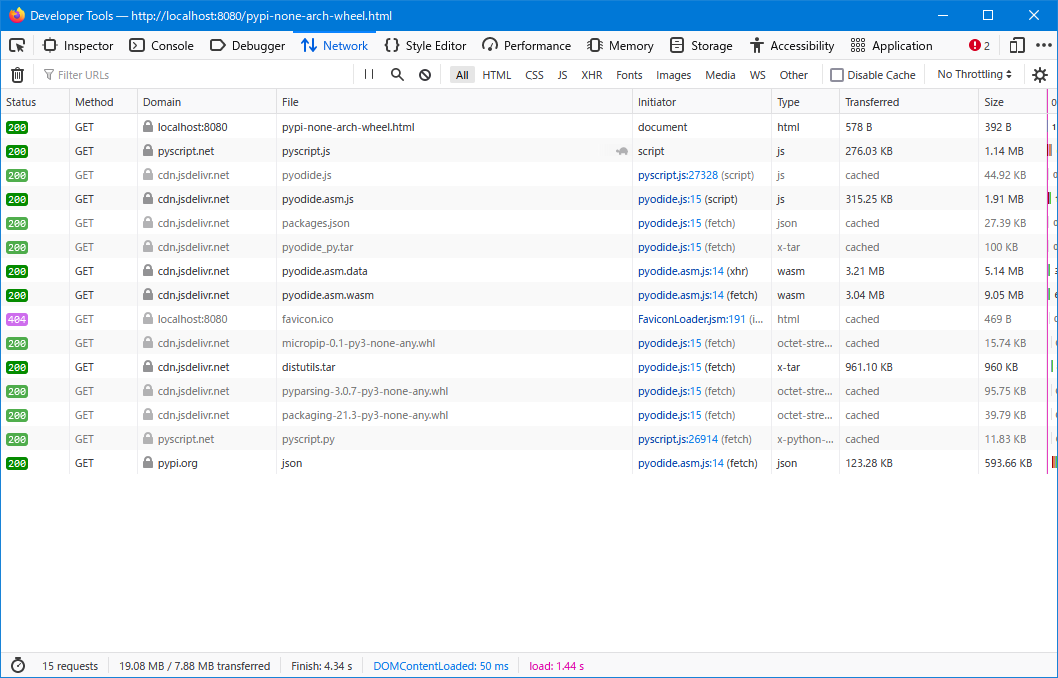 Developer Tools — http://localhost:8080/pypi-none-arch-wheel.html
Inspector Console Debugger Network Style Editor Performance Memory Storage Accessibility Application 2
Filter URLs All HTML CSS JS XHR Fonts Images Media WS Other Disable Cache No Throttling
Status Method Domain File Initiator Type Transferred Size 0
200 GET localhost:8080 pypi-none-arch-wheel.html document html 578 B 392 B
200 GET pyscript.net pyscript.js script js 276.03 KB 1.14 MB
200 GET cdn.jsdelivr.net pyodide.js pyscript.js:27328 (script) js cached 44.92 KB
200 GET cdn.jsdelivr.net pyodide.asm.js pyodide.js:15 (script) js 315.25 KB 1.91 MB
200 GET cdn.jsdelivr.net packages.json pyodide.js:15 (fetch) json cached 27.39 KB
200 GET cdn.jsdelivr.net pyodide_py.tar pyodide.js:15 (fetch) x-tar cached 100 KB
200 GET cdn.jsdelivr.net pyodide.asm.data pyodide.asm.js:14 (xhr) wasm 3.21 MB 5.14 MB
200 GET cdn.jsdelivr.net pyodide.asm.wasm pyodide.asm.js:14 (fetch) wasm 3.04 MB 9.05 MB
404 GET localhost:8080 favicon.ico FaviconLoader.jsm:191 (i... html cached 469 B
200 GET cdn.jsdelivr.net micropip-0.1-py3-none-any.whl pyodide.js:15 (fetch) octet-stre... cached 15.74 KB
200 GET cdn.jsdelivr.net distutils.tar pyodide.js:15 (fetch) x-tar 961.10 KB 960 KB
200 GET cdn.jsdelivr.net pyparsing-3.0.7-py3-none-any.whl pyodide.js:15 (fetch) octet-stre... cached 95.75 KB
200 GET cdn.jsdelivr.net packaging-21.3-py3-none-any.whl pyodide.js:15 (fetch) octet-stre... cached 39.79 KB
200 GET pyscript.net pyscript.py pyscript.js:26914 (fetch) x-python-... cached 11.83 KB
200 GET pypi.org json pyodide.asm.js:14 (fetch) json 123.28 KB 593.66 KB
15 requests 19.08 MB / 7.88 MB transferred Finish: 4.34 s DOMContentLoaded: 50 ms load: 1.44 s